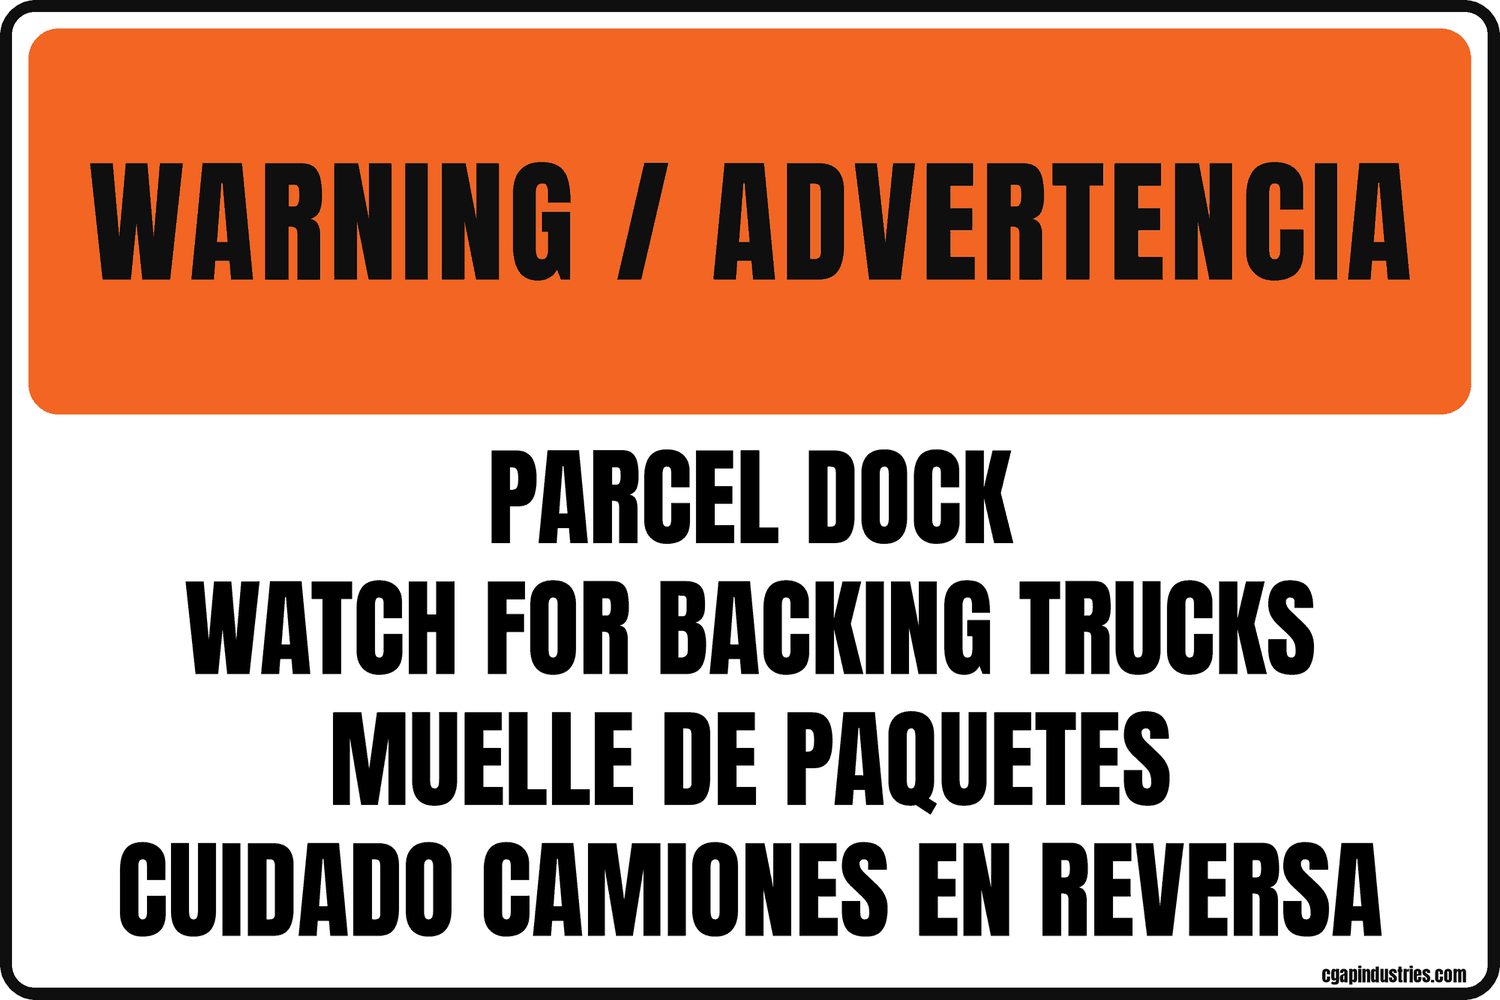 WARNING / ADVERTENCIA
PARCEL DOCK
WATCH FOR BACKING TRUCKS
MUELLE DE PAQUETES
CUIDADO CAMIONES EN REVERSA
cgapindustries.com